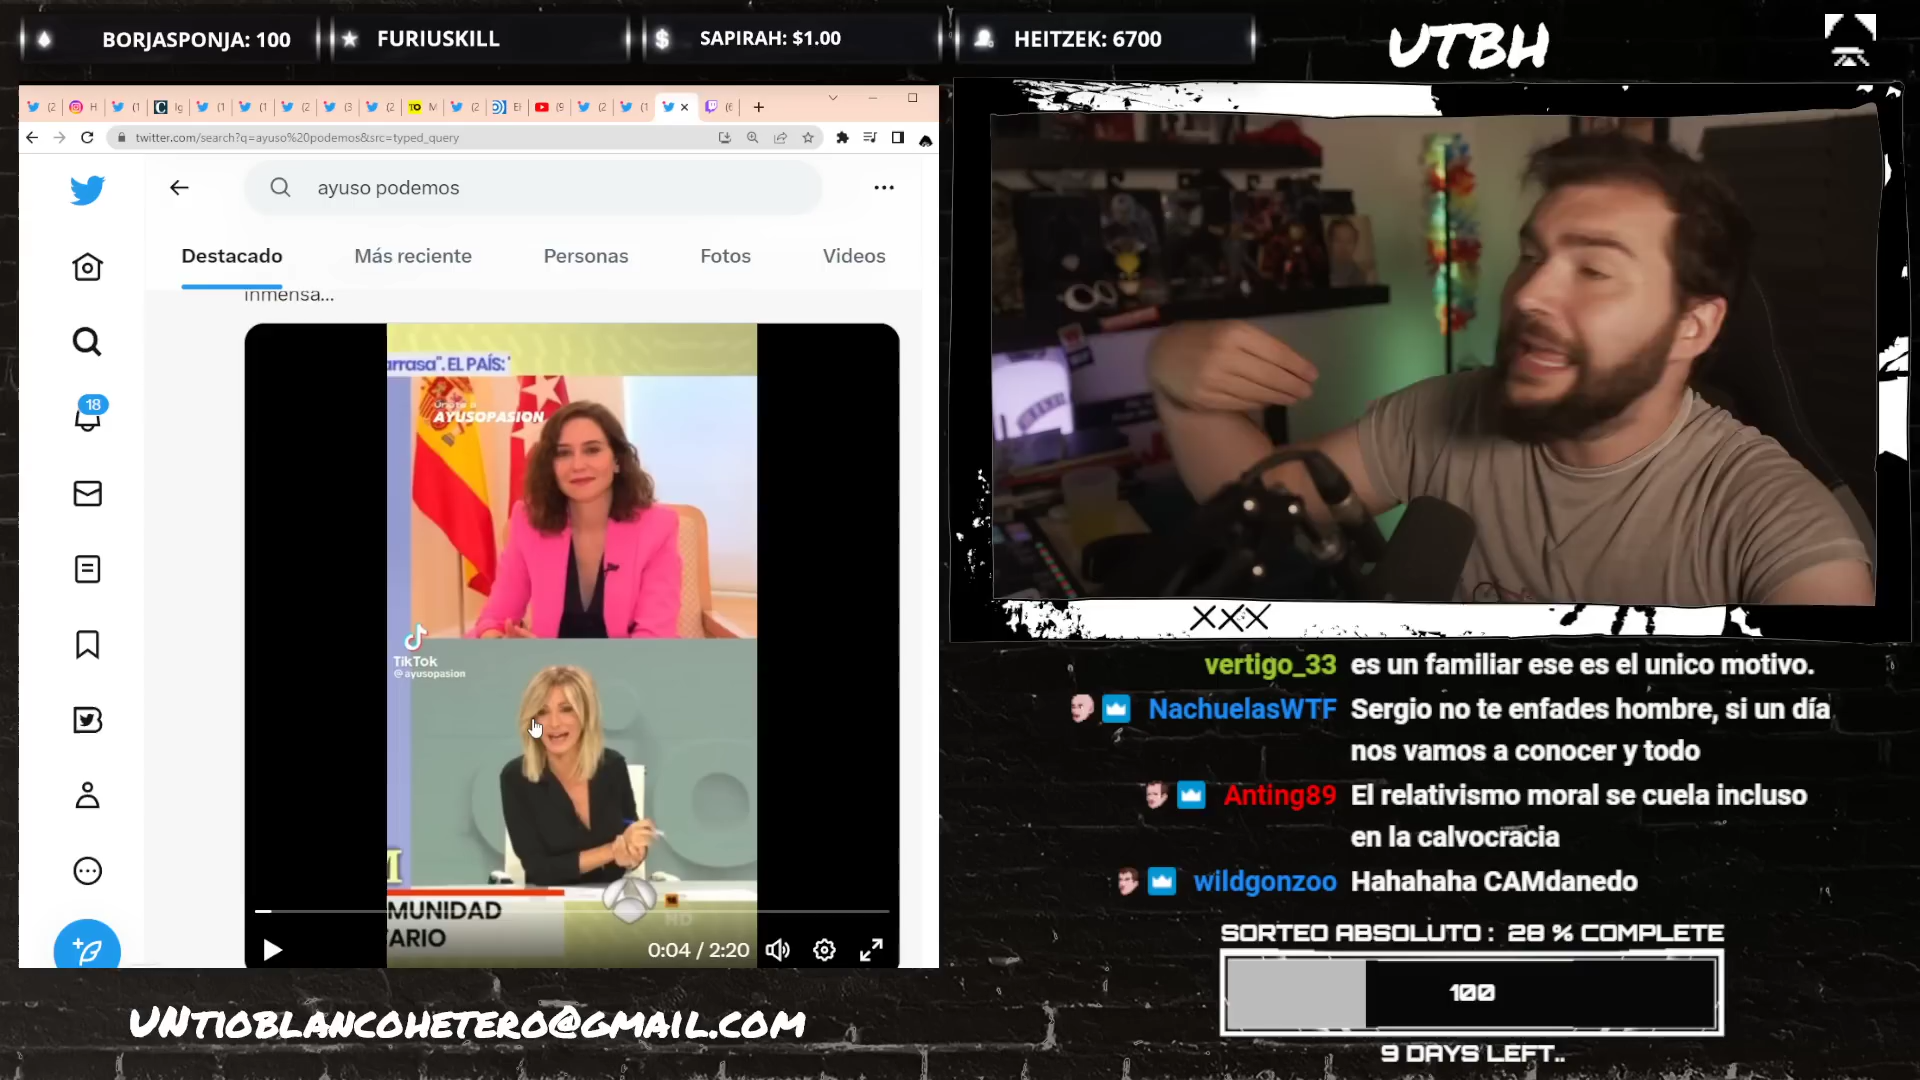 BORJASPONJA: 100
FURIUSKILL
SAPIRAH: $1.00
HEITZEK: 6700
UTBH
twitter.com/search?q=ayuso%20podemos&src=typed_query
ayuso podemos
Destacado
Más reciente
Personas
Fotos
Videos
inmensa...
18
arrasa". EL PAÍS: '
Únete a
AYUSOPASION
TikTok
@ayusopasion
MUNIDAD
TARIO
HD
0:04 / 2:20
XXX
vertigo_33 es un familiar ese es el unico motivo.
NachuelasWTF Sergio no te enfades hombre, si un día
nos vamos a conocer y todo
Anting89 El relativismo moral se cuela incluso
en la calvocracia
wildgonzoo Hahahaha CAMdanedo
SORTEO ABSOLUTO : 28 % COMPLETE
100
9 DAYS LEFT..
UNtioblancohetero@gmail.com